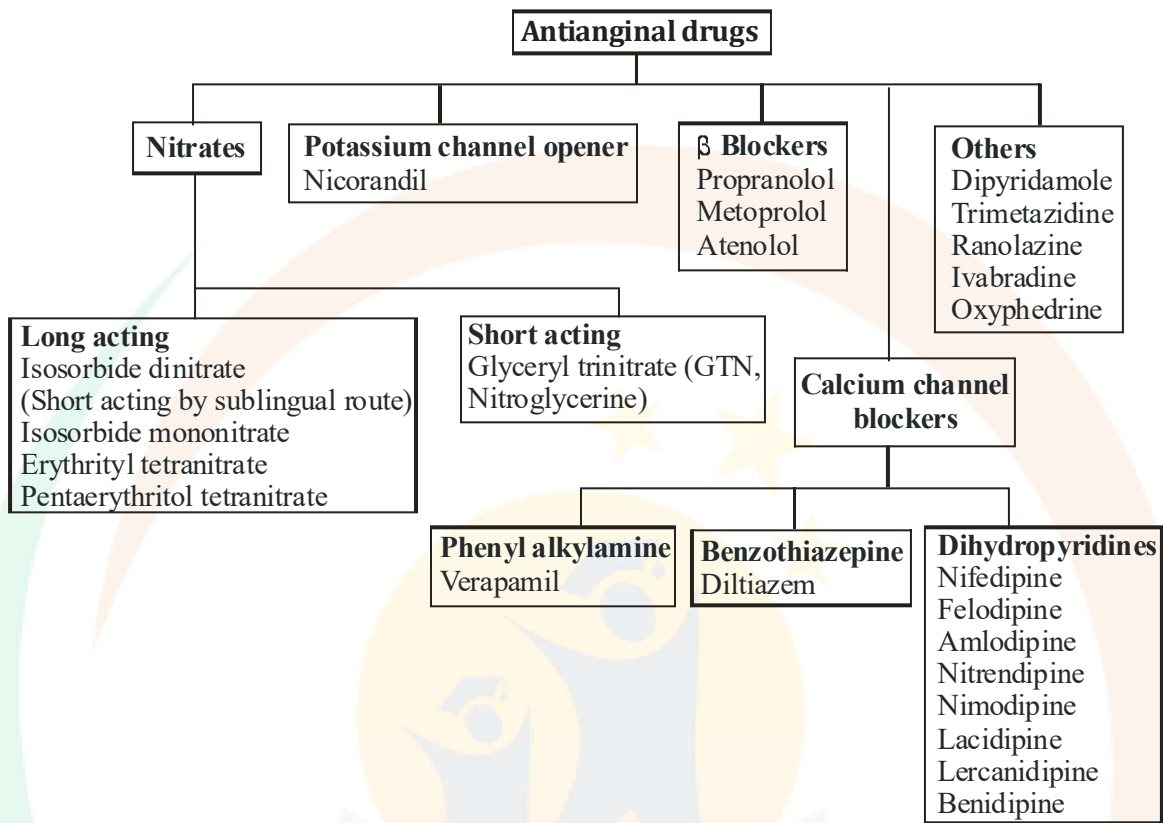 Antianginal drugs
Nitrates
Potassium channel opener
Nicorandil
β Blockers
Propranolol
Metoprolol
Atenolol
Others
Dipyridamole
Trimetazidine
Ranolazine
Ivabradine
Oxyphedrine
Long acting
Isosorbide dinitrate
(Short acting by sublingual route)
Isosorbide mononitrate
Erythrityl tetranitrate
Pentaerythritol tetranitrate
Short acting
Glyceryl trinitrate (GTN,
Nitroglycerine)
Calcium channel
blockers
Phenyl alkylamine
Verapamil
Benzothiazepine
Diltiazem
Dihydropyridines
Nifedipine
Felodipine
Amlodipine
Nitrendipine
Nimodipine
Lacidipine
Lercanidipine
Benidipine